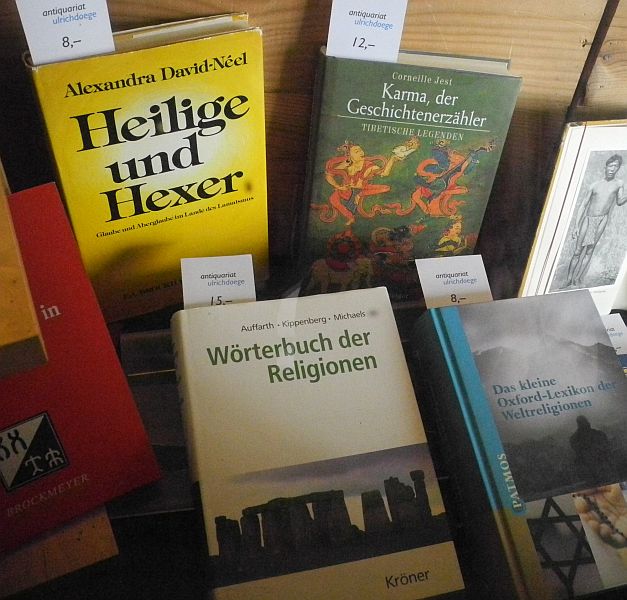 antiquariat
ulrichdoege
8,–
Alexandra David-Néel
Heilige
und
Hexer
Glaube und Aberglaube im Lande des Lamaismus
antiquariat
ulrichdoege
12,–
Corneille Jest
Karma, der
Geschichtenerzähler
TIBETISCHE LEGENDEN
in
BROCKMEYER
antiquariat
ulrichdoege
15,–
Auffarth · Kippenberg · Michaels
Wörterbuch der
Religionen
Kröner
antiquariat
ulrichdoege
8,–
Das kleine
Oxford-Lexikon der
Weltreligionen
PATMOS